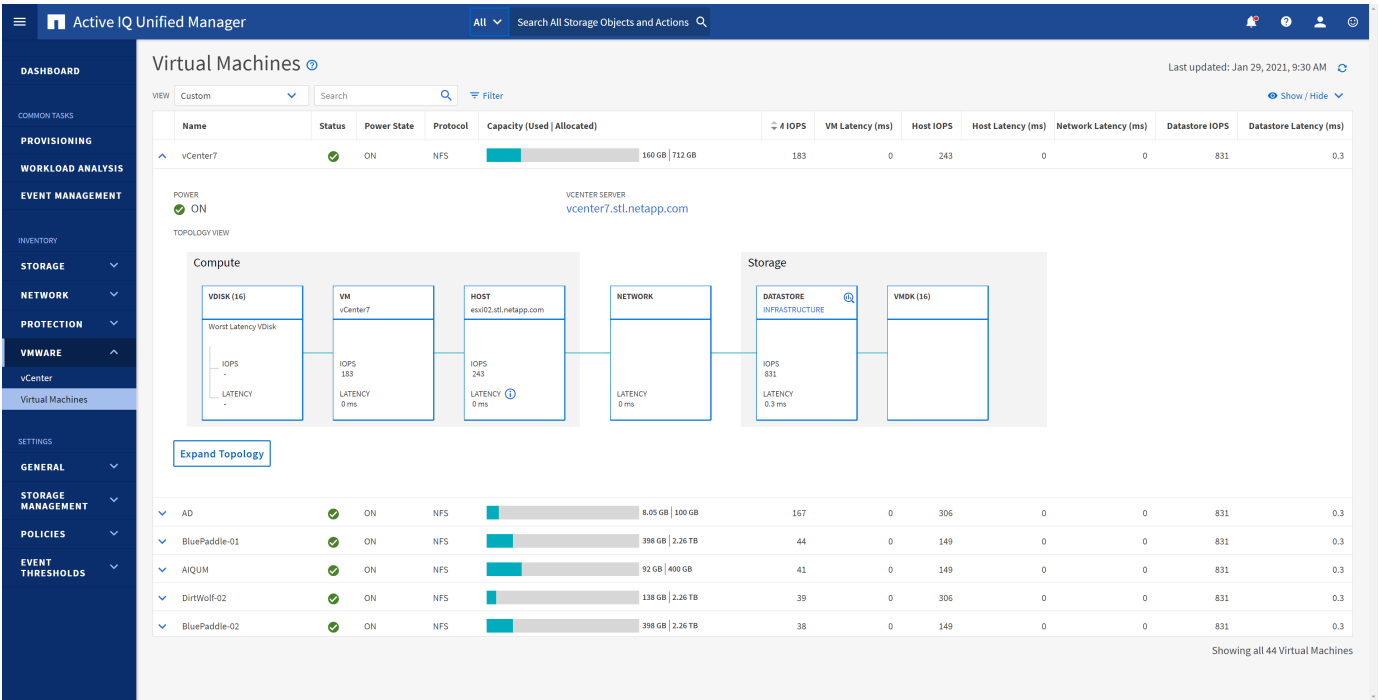 Active IQ Unified Manager
All
Search All Storage Objects and Actions
DASHBOARD
COMMON TASKS
PROVISIONING
WORKLOAD ANALYSIS
EVENT MANAGEMENT
INVENTORY
STORAGE
NETWORK
PROTECTION
VMWARE
vCenter
Virtual Machines
SETTINGS
GENERAL
STORAGE
MANAGEMENT
POLICIES
EVENT
THRESHOLDS
Virtual Machines
Last updated: Jan 29, 2021, 9:30 AM
VIEW Custom Search Filter Show / Hide
Name Status Power State Protocol Capacity (Used | Allocated) IOPS VM Latency (ms) Host IOPS Host Latency (ms) Network Latency (ms) Datastore IOPS Datastore Latency (ms)
vCenter7 ON NFS 160 GB | 712 GB 183 0 243 0 0 831 0.3
POWER
ON
VCENTER SERVER
vcenter7.stl.netapp.com
TOPOLOGY VIEW
Compute
VDISK (16)
Worst Latency VDisk
IOPS
-
LATENCY
-
VM
vCenter7
IOPS
183
LATENCY
0 ms
HOST
esxi02.stl.netapp.com
IOPS
243
LATENCY
0 ms
NETWORK
LATENCY
0 ms
Storage
DATASTORE
INFRASTRUCTURE
IOPS
831
LATENCY
0.3 ms
VMDK (16)
Expand Topology
AD ON NFS 8.05 GB | 100 GB 167 0 306 0 0 831 0.3
BluePaddle-01 ON NFS 398 GB | 2.26 TB 44 0 149 0 0 831 0.3
AIQUM ON NFS 92 GB | 400 GB 41 0 149 0 0 831 0.3
DirtWolf-02 ON NFS 138 GB | 2.26 TB 39 0 306 0 0 831 0.3
BluePaddle-02 ON NFS 398 GB | 2.26 TB 38 0 149 0 0 831 0.3
Showing all 44 Virtual Machines